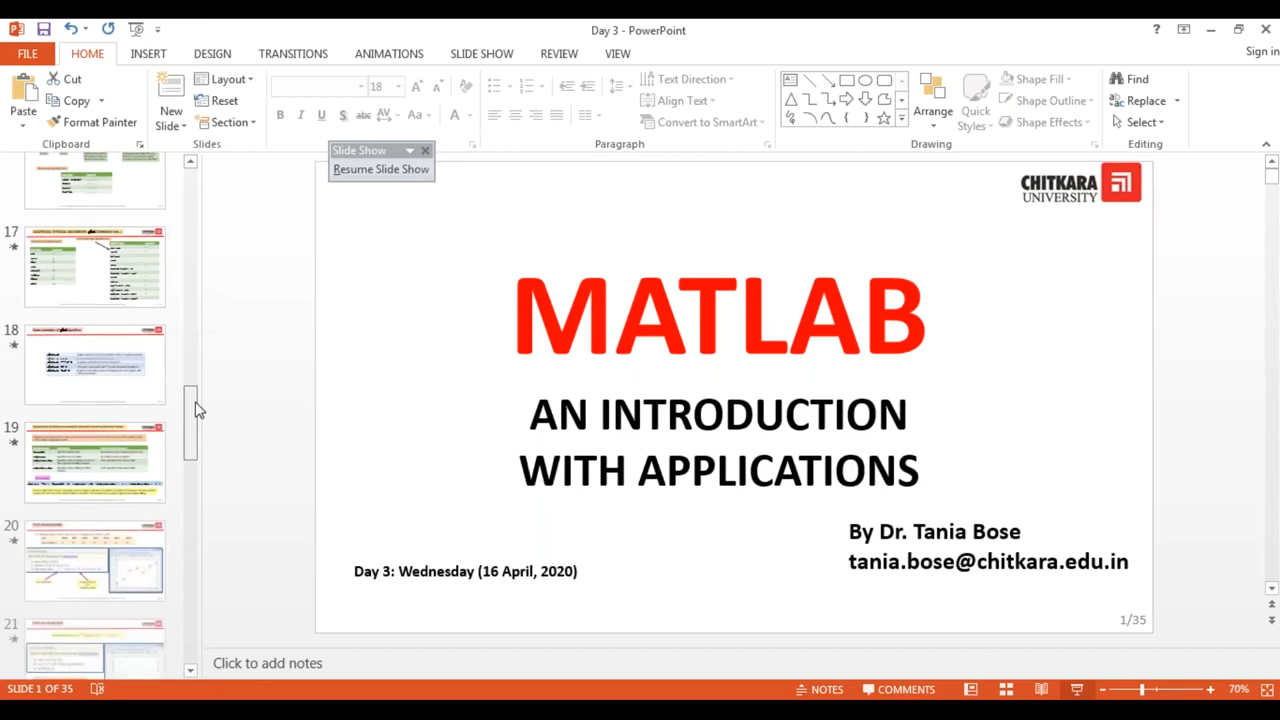 Day 3 - PowerPoint
Sign in
FILE HOME INSERT DESIGN TRANSITIONS ANIMATIONS SLIDE SHOW REVIEW VIEW
Paste
Cut
Copy
Format Painter
Clipboard
New Slide
Layout
Reset
Section
Slides
18
Paragraph
Text Direction
Align Text
Convert to SmartArt
Arrange
Quick Styles
Shape Fill
Shape Outline
Shape Effects
Drawing
Find
Replace
Select
Editing
Slide Show
Resume Slide Show
17
18
19
20
21
CHITKARA
UNIVERSITY
MATLAB
AN INTRODUCTION
WITH APPLICATIONS
By Dr. Tania Bose
tania.bose@chitkara.edu.in
Day 3: Wednesday (16 April, 2020)
1/35
Click to add notes
SLIDE 1 OF 35
NOTES
COMMENTS
70%